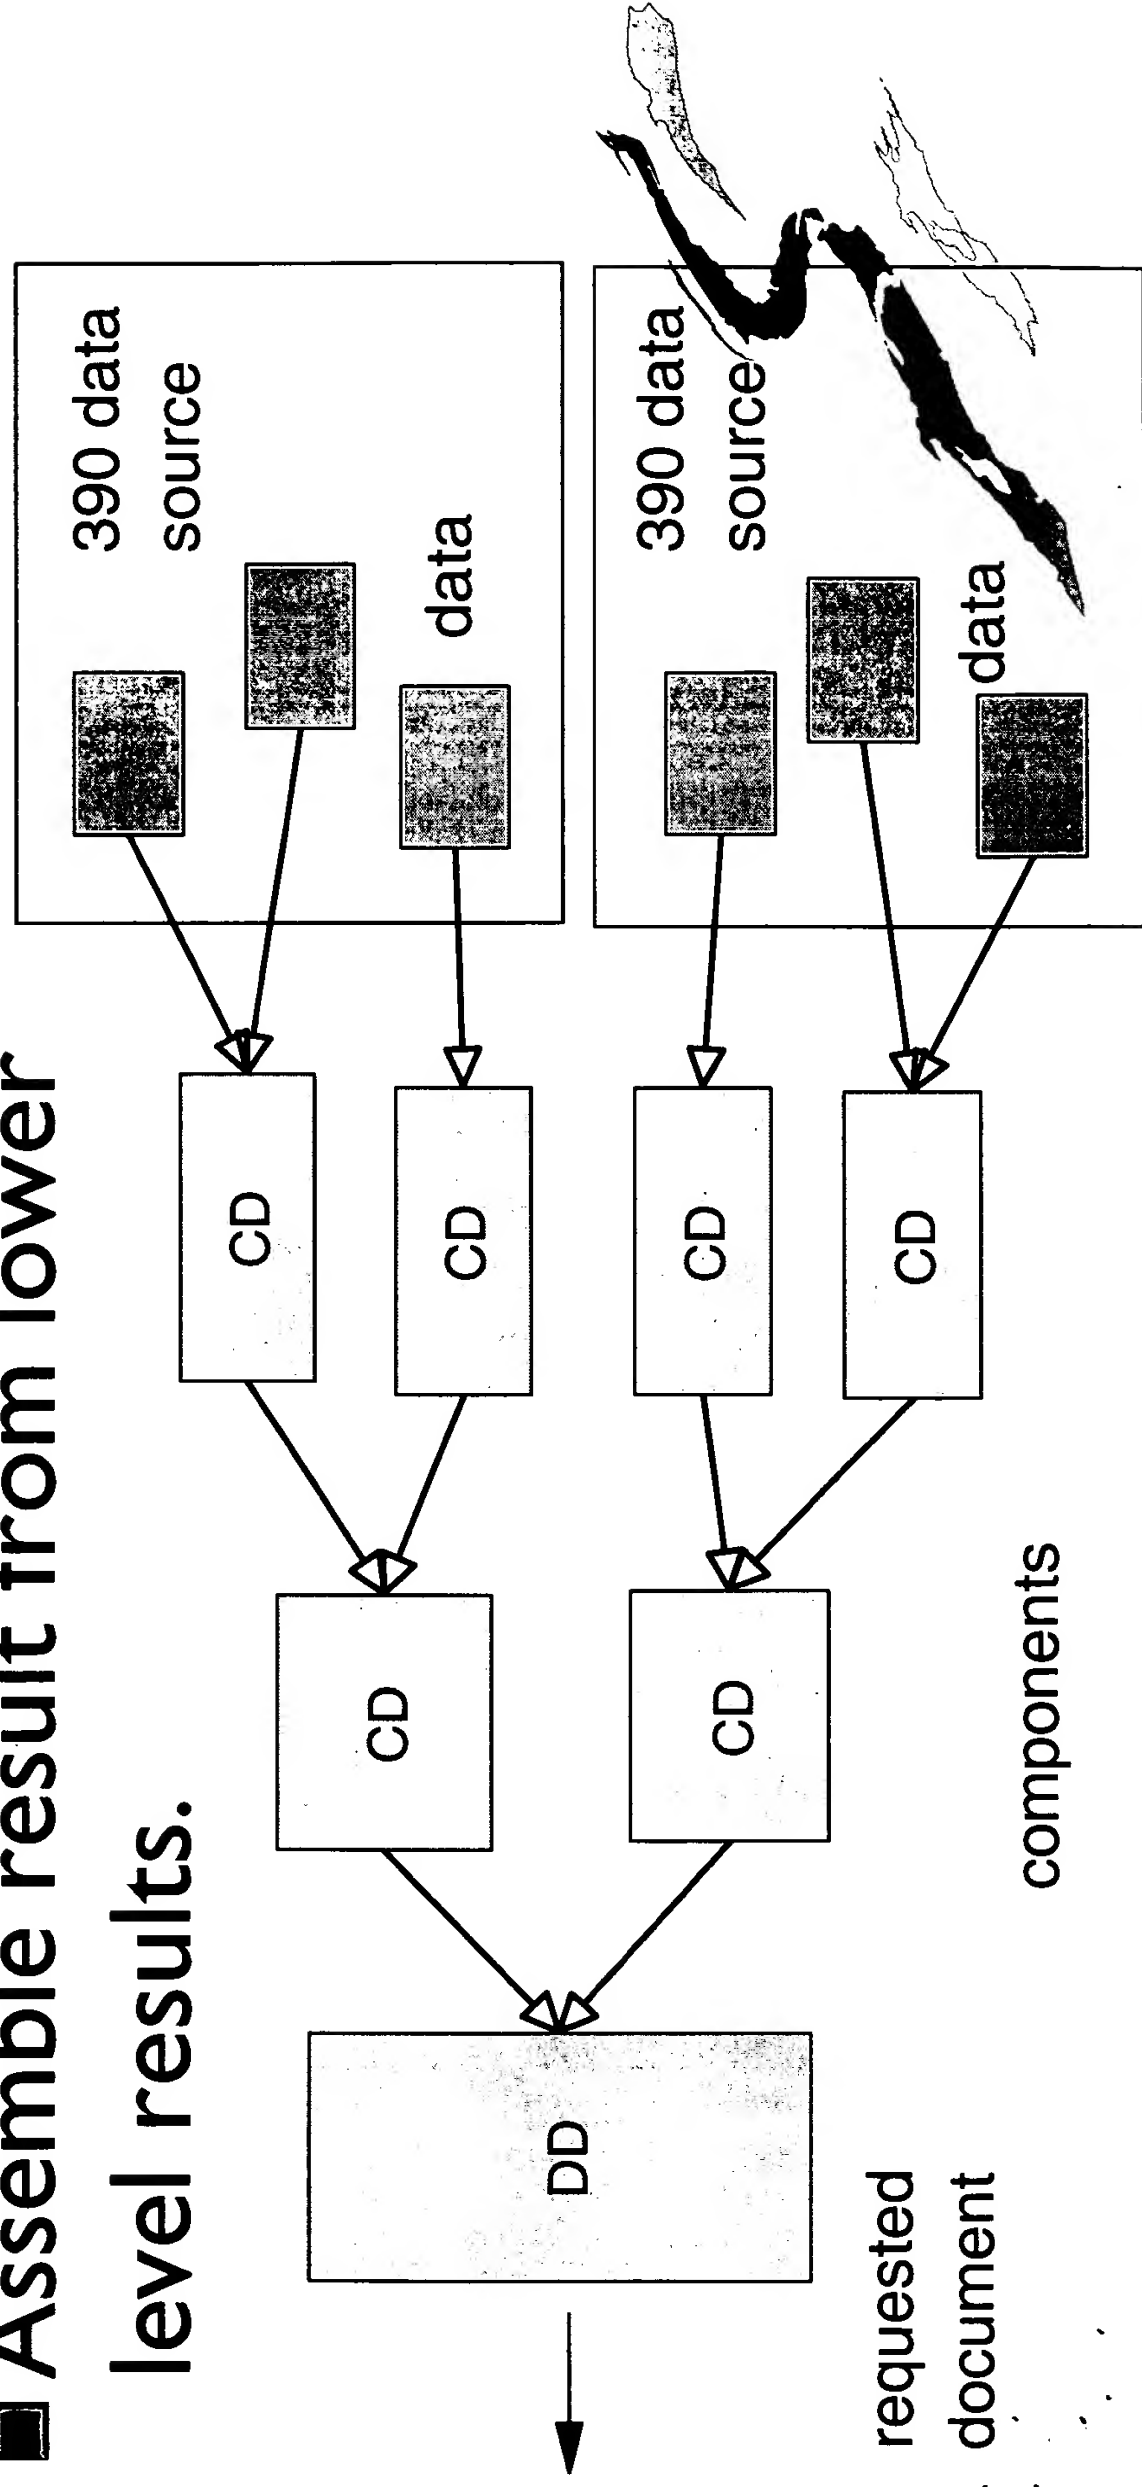 Assemble result from lower
level results.
390 data
source
data
CD
CD
CD
DD
390 data
source
data
CD
CD
CD
components
requested
document